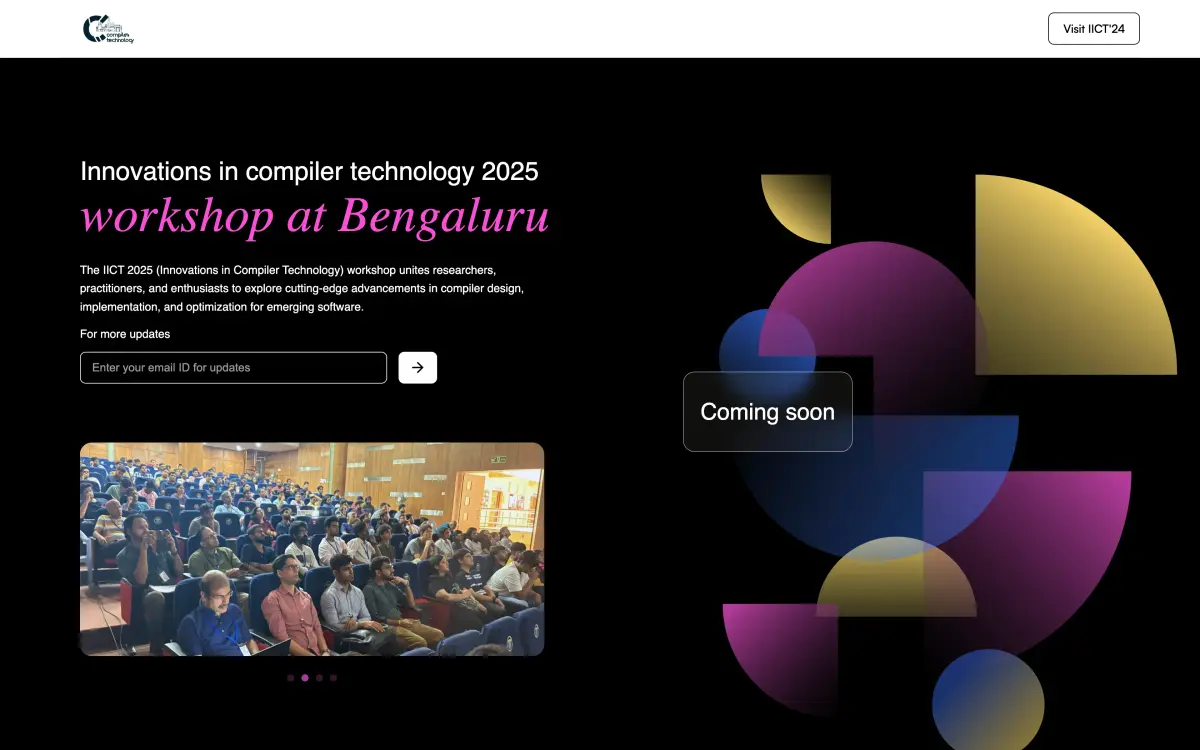 compiler
technology
Visit IICT'24
Innovations in compiler technology 2025
workshop at Bengaluru
The IICT 2025 (Innovations in Compiler Technology) workshop unites researchers,
practitioners, and enthusiasts to explore cutting-edge advancements in compiler design,
implementation, and optimization for emerging software.
For more updates
Enter your email ID for updates
Coming soon